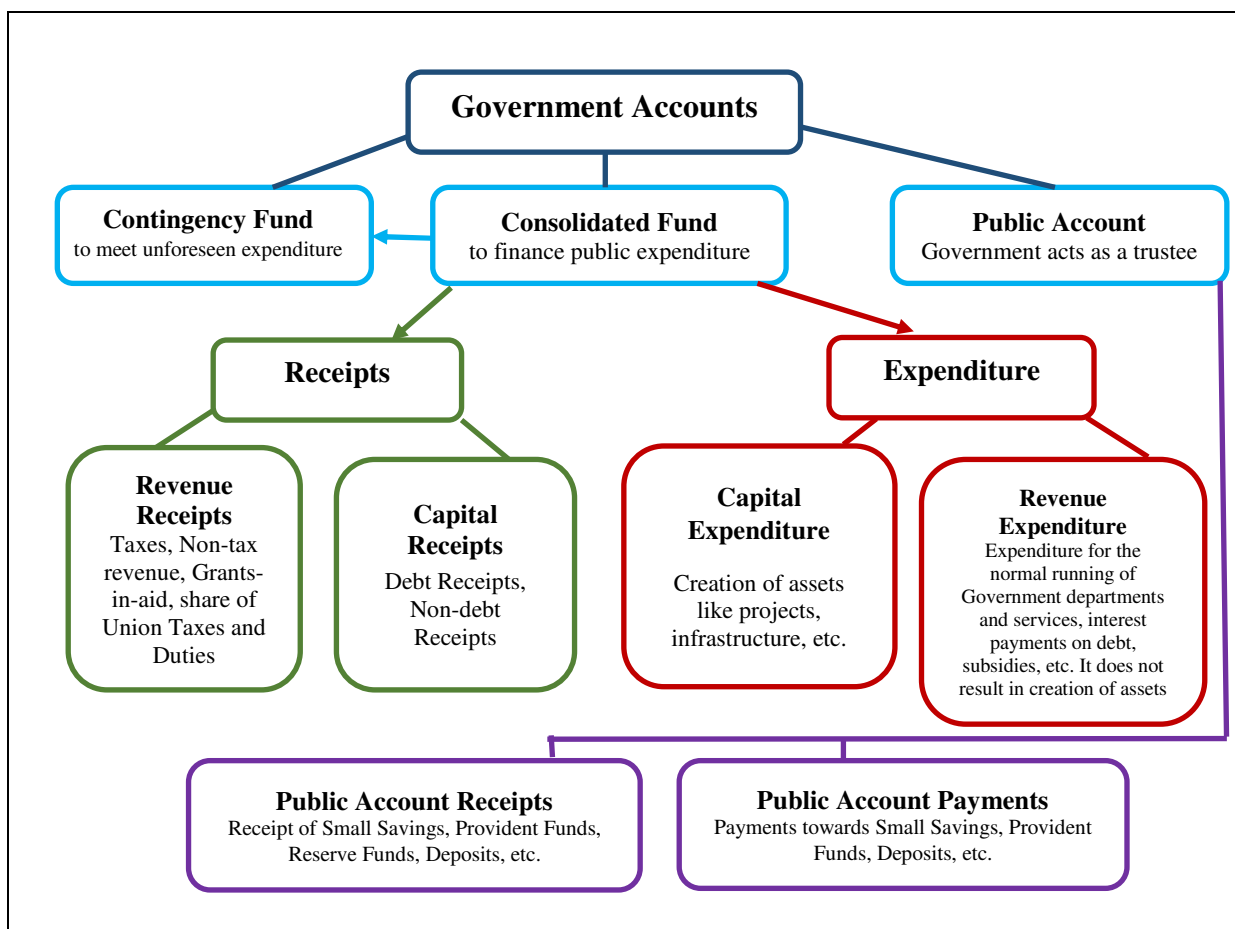 Government Accounts
Contingency Fund
to meet unforeseen expenditure
Consolidated Fund
to finance public expenditure
Public Account
Government acts as a trustee
Receipts
Expenditure
Revenue
Receipts
Taxes, Non-tax
revenue, Grants-
in-aid, share of
Union Taxes and
Duties
Capital
Receipts
Debt Receipts,
Non-debt
Receipts
Capital
Expenditure
Creation of assets
like projects,
infrastructure, etc.
Revenue
Expenditure
Expenditure for the
normal running of
Government departments
and services, interest
payments on debt,
subsidies, etc. It does not
result in creation of assets
Public Account Receipts
Receipt of Small Savings, Provident Funds,
Reserve Funds, Deposits, etc.
Public Account Payments
Payments towards Small Savings, Provident
Funds, Deposits, etc.